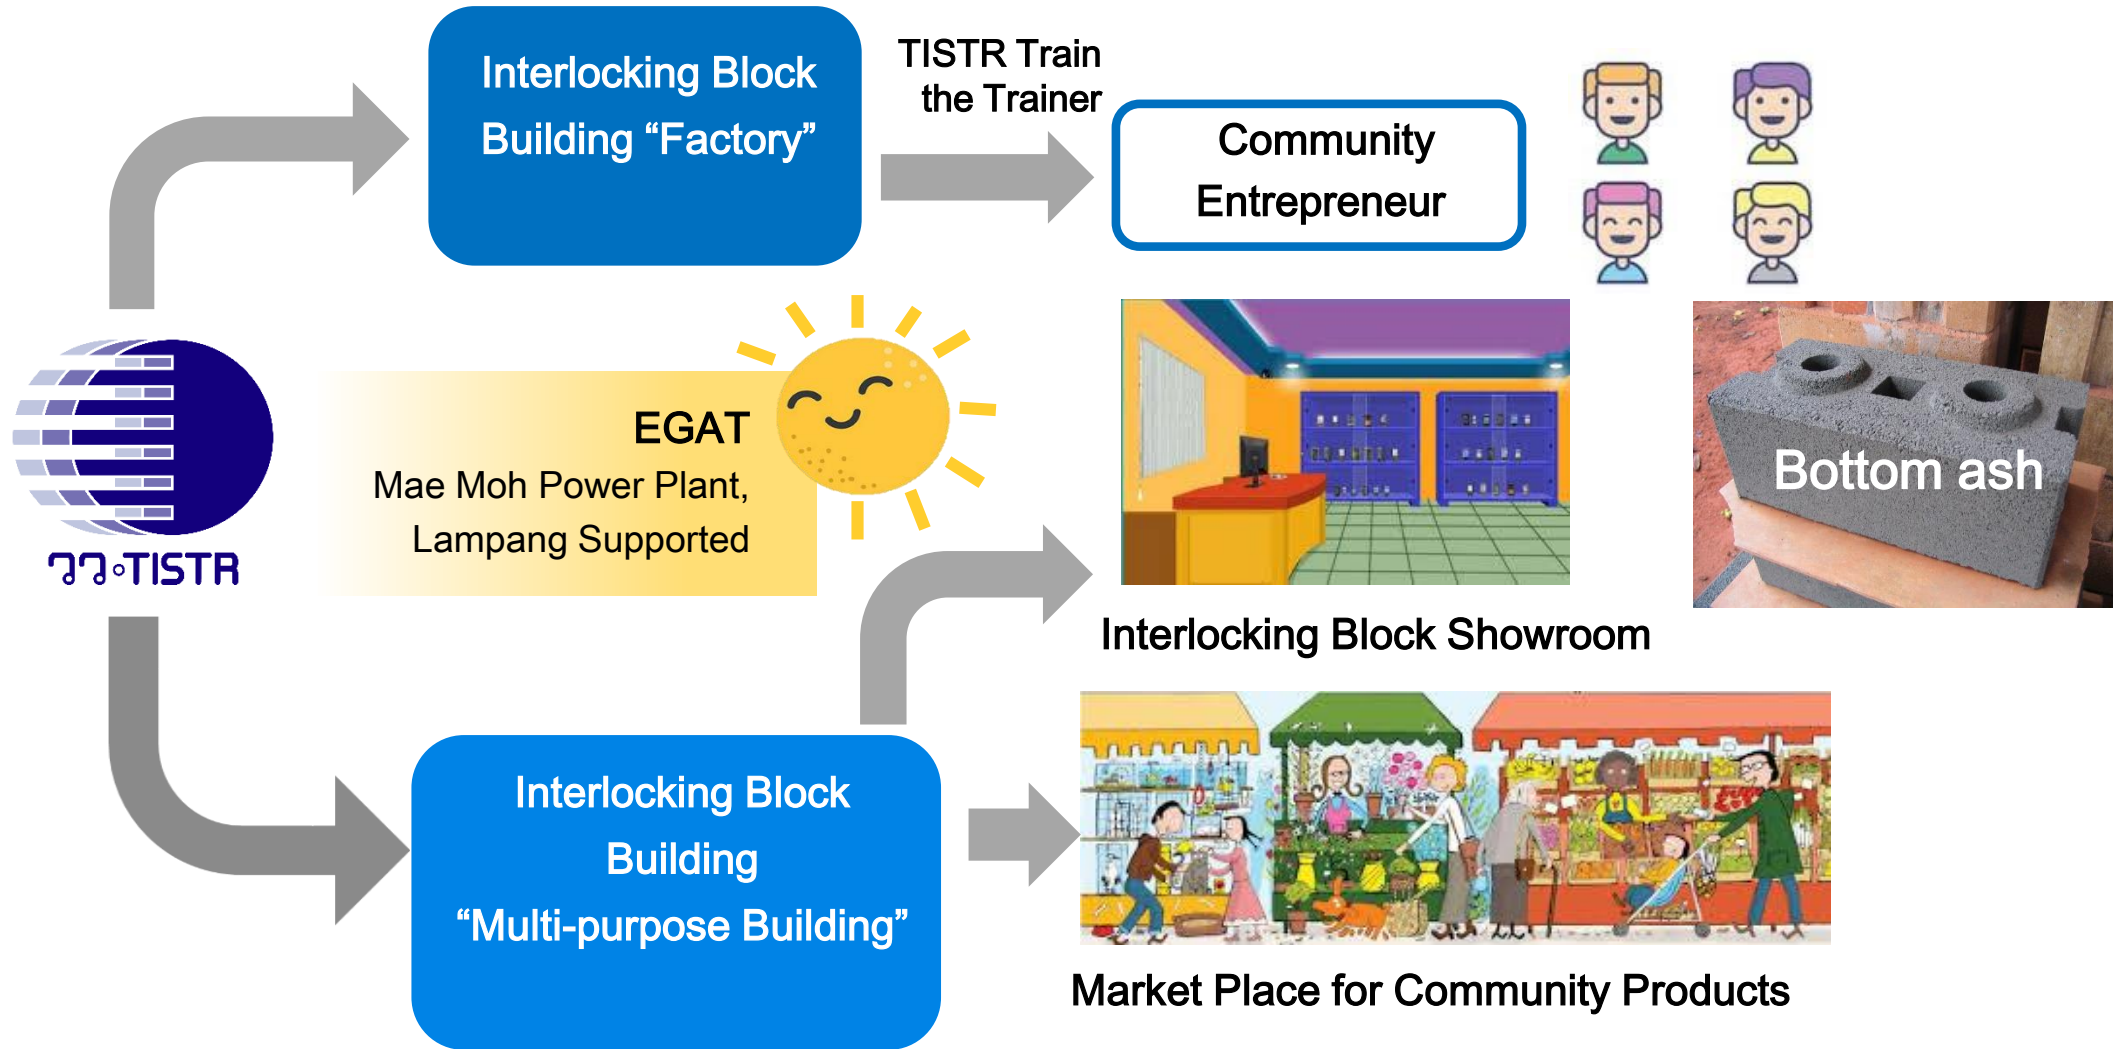 Interlocking Block
Building “Factory”
TISTR Train
the Trainer
Community
Entrepreneur
EGAT
Mae Moh Power Plant,
Lampang Supported
วว.TISTR
Bottom ash
Interlocking Block Showroom
Interlocking Block
Building
“Multi-purpose Building”
Market Place for Community Products